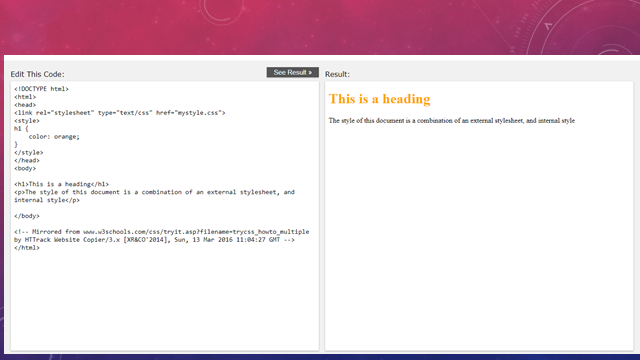 Edit This Code:
See Result »
Result:
<!DOCTYPE html>
<html>
<head>
<link rel="stylesheet" type="text/css" href="mystyle.css">
<style>
h1 {
    color: orange;
}
</style>
</head>
<body>
<h1>This is a heading</h1>
<p>The style of this document is a combination of an external stylesheet, and
internal style</p>
</body>
<!-- Mirrored from www.w3schools.com/css/tryit.asp?filename=trycss_howto_multiple
by HTTrack Website Copier/3.x [XR&CO'2014], Sun, 13 Mar 2016 11:04:27 GMT -->
</html>
This is a heading
The style of this document is a combination of an external stylesheet, and internal style